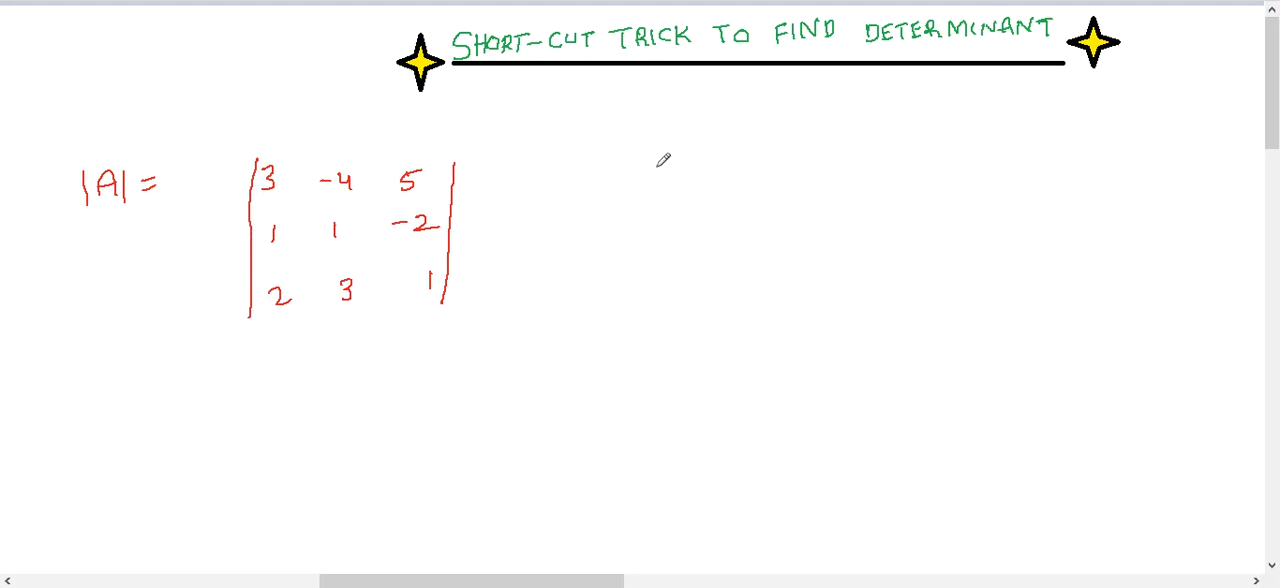 SHORT-CUT TRICK TO FIND DETERMINANT
|A| = | 3 -4 5 |
1 1 -2
2 3 1